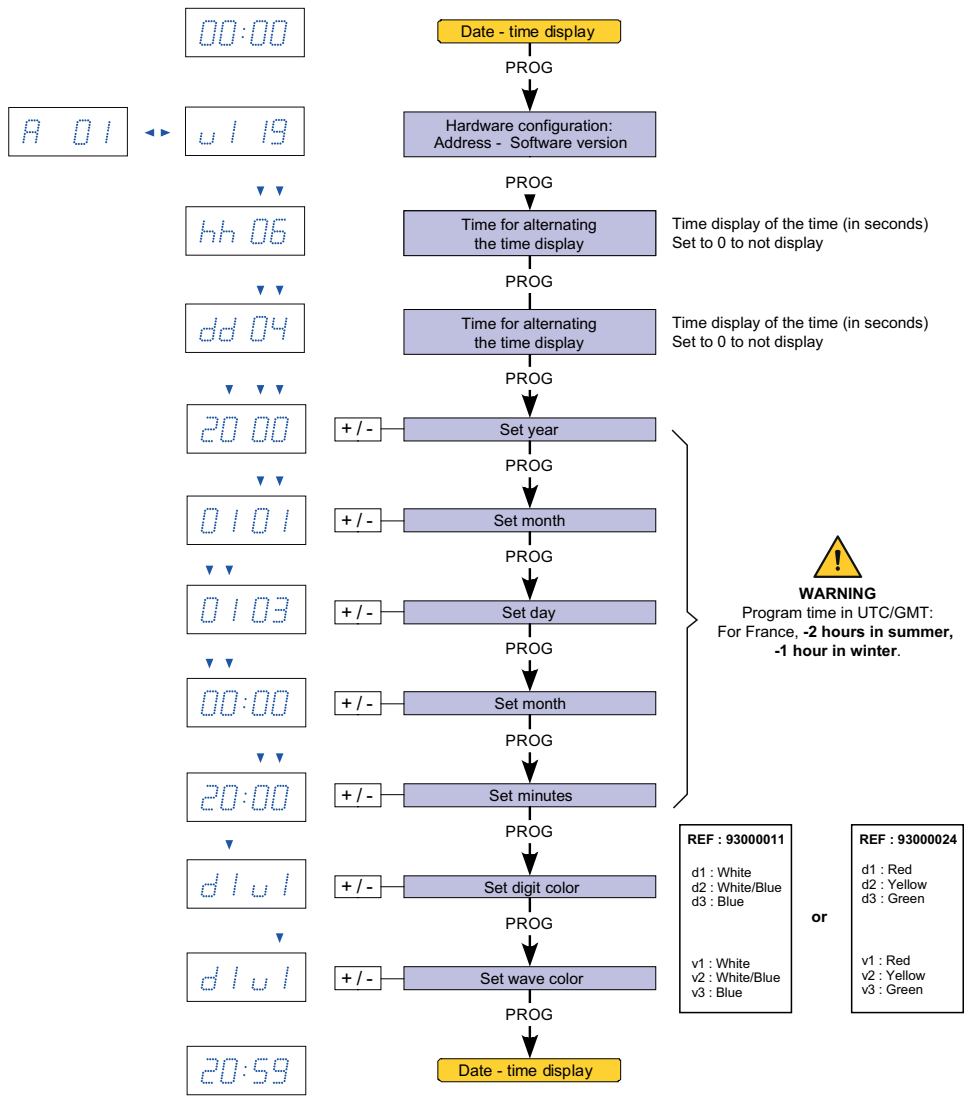 00:00
Date - time display
PROG
A 01
u1 19
Hardware configuration:
Address - Software version
PROG
hh 06
Time for alternating
the time display
Time display of the time (in seconds)
Set to 0 to not display
PROG
dd 04
Time for alternating
the time display
Time display of the time (in seconds)
Set to 0 to not display
PROG
20 00
+ / -
Set year
PROG
01 01
+ / -
Set month
PROG
01 03
+ / -
Set day
PROG
00:00
+ / -
Set month
PROG
20:00
+ / -
Set minutes
WARNING
Program time in UTC/GMT:
For France, -2 hours in summer,
-1 hour in winter.
PROG
d1 u1
+ / -
Set digit color
PROG
d1u1
+ / -
Set wave color
PROG
20:59
Date - time display
REF : 93000011
d1 : White
d2 : White/Blue
d3 : Blue
v1 : White
v2 : White/Blue
v3 : Blue
or
REF : 93000024
d1 : Red
d2 : Yellow
d3 : Green
v1 : Red
v2 : Yellow
v3 : Green